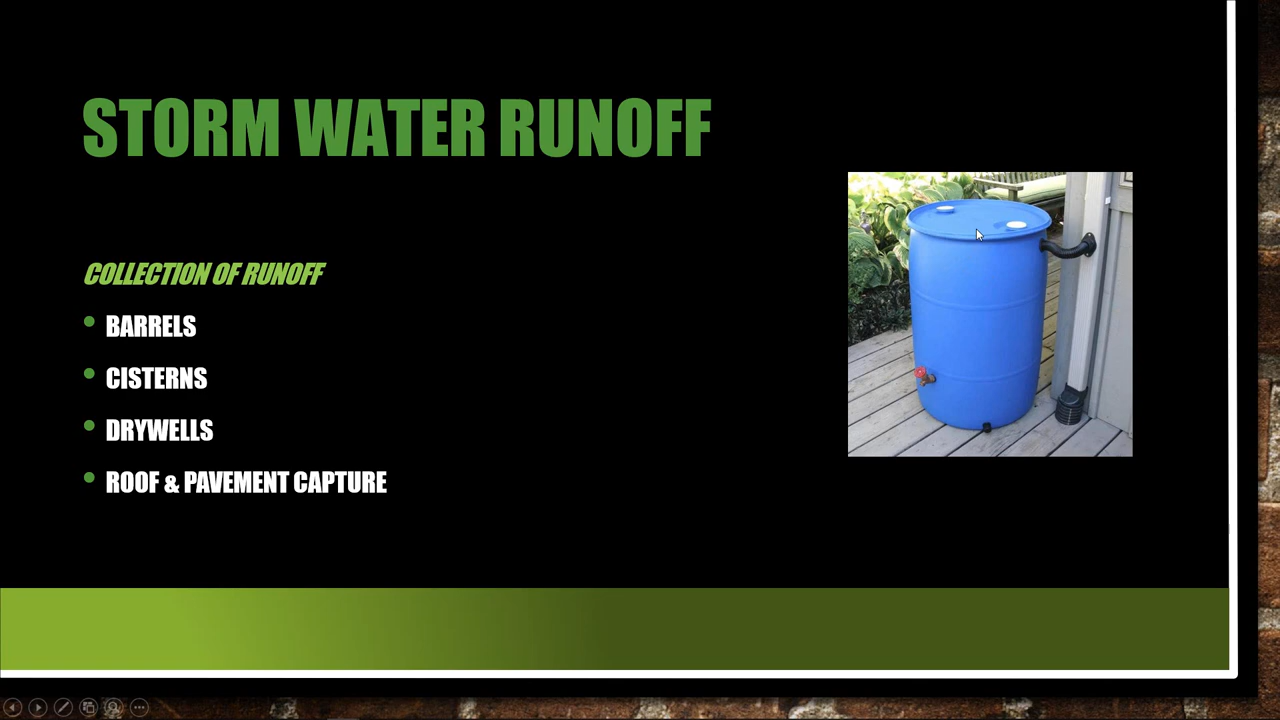 STORM WATER RUNOFF
COLLECTION OF RUNOFF
BARRELS
CISTERNS
DRYWELLS
ROOF & PAVEMENT CAPTURE